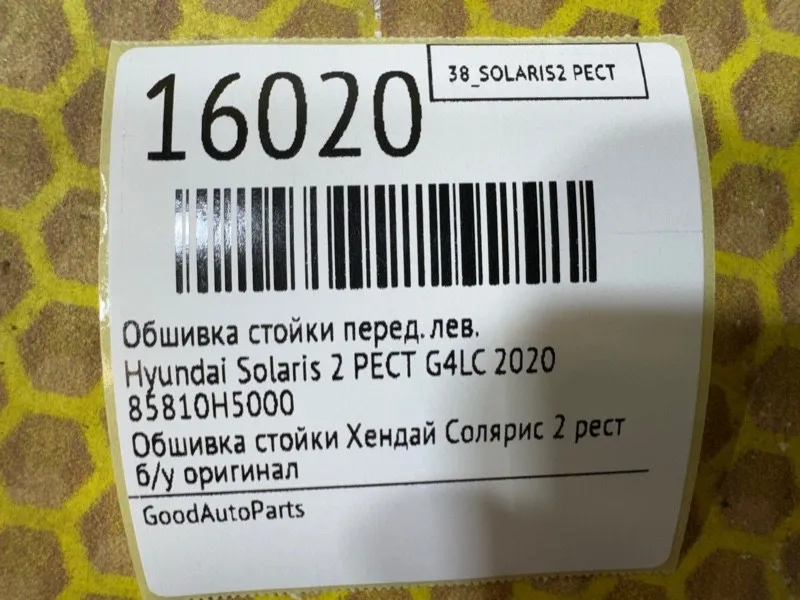 38_SOLARIS2 РЕСТ
16020
Обшивка стойки перед. лев.
Hyundai Solaris 2 РЕСТ G4LC 2020
85810H5000
Обшивка стойки Хендай Солярис 2 рест
б/у оригинал
GoodAutoParts